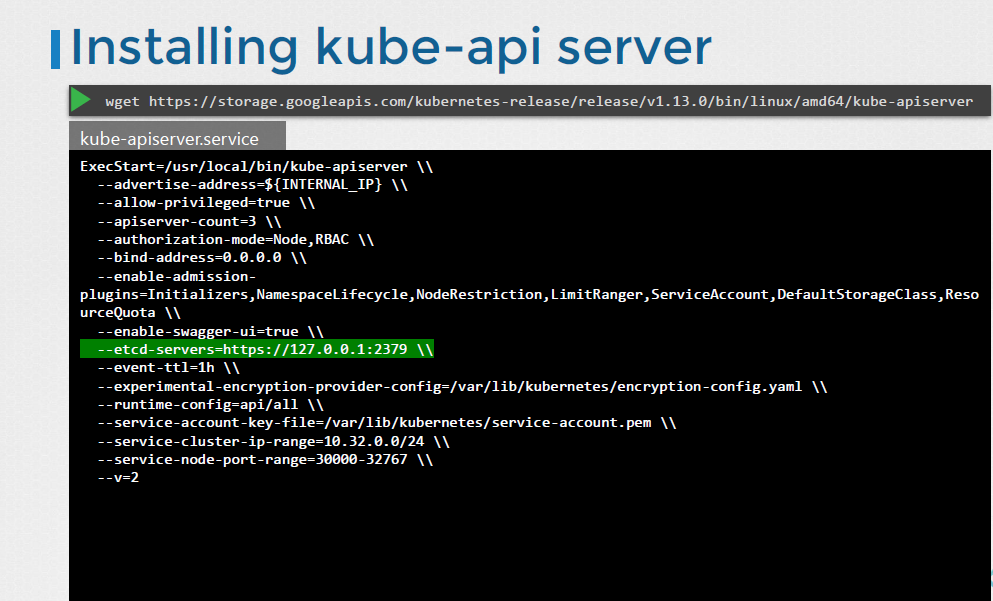 Installing kube-api server
wget https://storage.googleapis.com/kubernetes-release/release/v1.13.0/bin/linux/amd64/kube-apiserver
kube-apiserver.service
ExecStart=/usr/local/bin/kube-apiserver \\
--advertise-address=${INTERNAL_IP} \\
--allow-privileged=true \\
--apiserver-count=3 \\
--authorization-mode=Node,RBAC \\
--bind-address=0.0.0.0 \\
--enable-admission-
plugins=Initializers,NamespaceLifecycle,NodeRestriction,LimitRanger,ServiceAccount,DefaultStorageClass,Reso
urceQuota \\
--enable-swagger-ui=true \\
--etcd-servers=https://127.0.0.1:2379 \\
--event-ttl=1h \\
--experimental-encryption-provider-config=/var/lib/kubernetes/encryption-config.yaml \\
--runtime-config=api/all \\
--service-account-key-file=/var/lib/kubernetes/service-account.pem \\
--service-cluster-ip-range=10.32.0.0/24 \\
--service-node-port-range=30000-32767 \\
--v=2